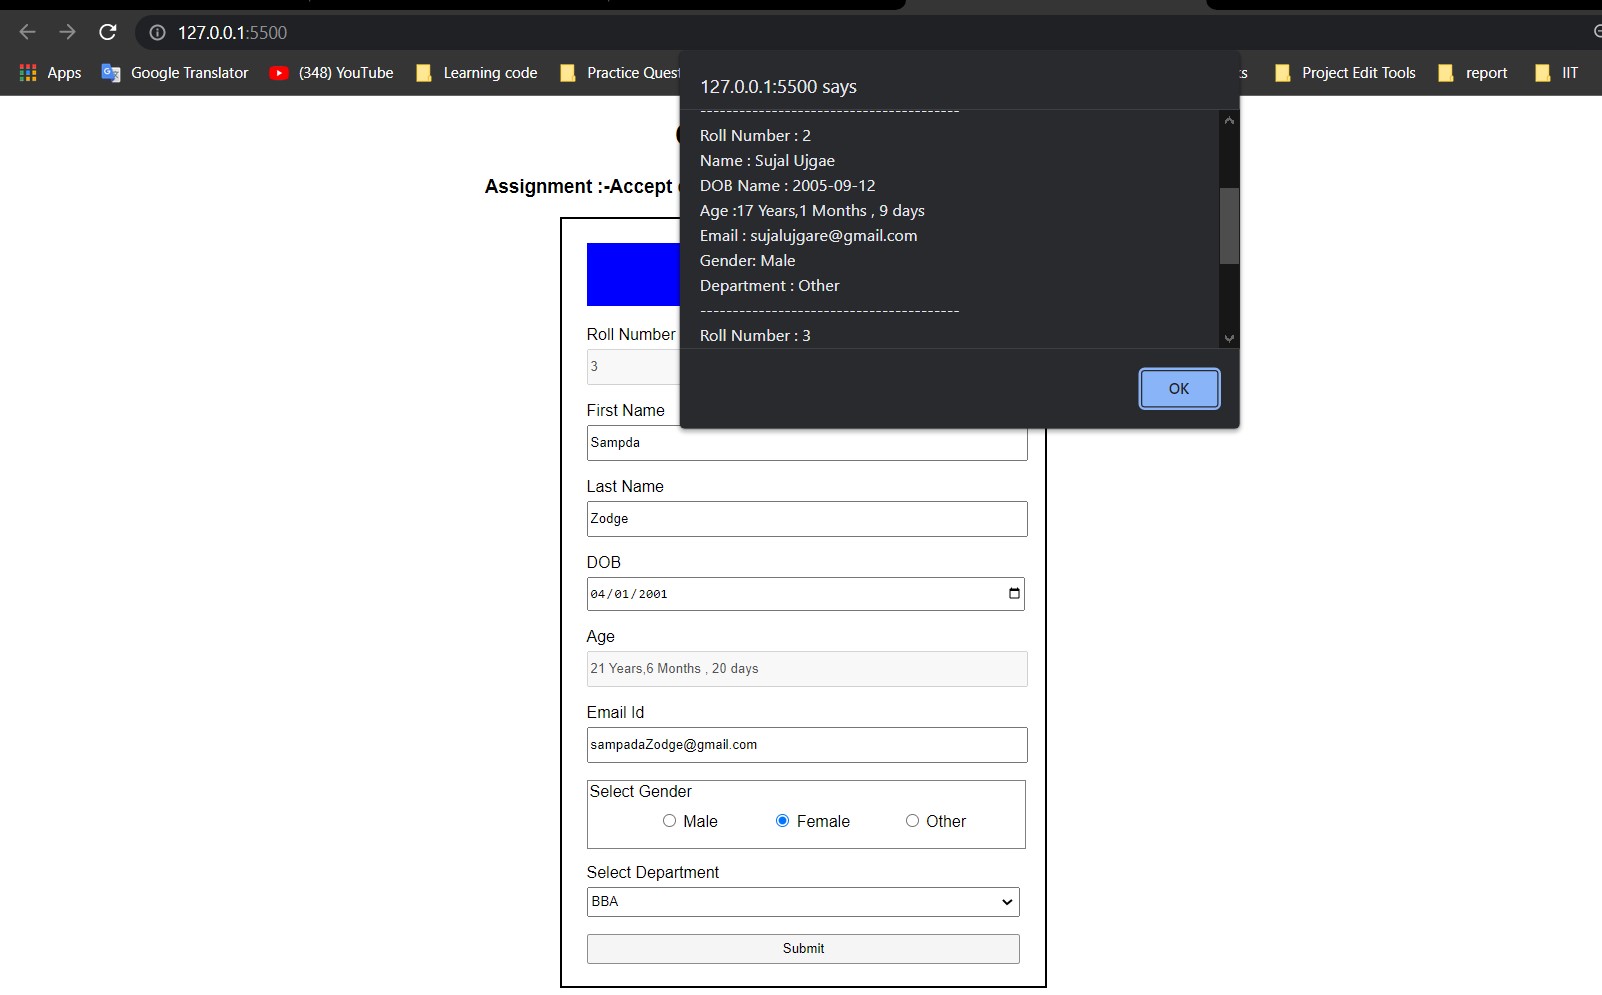 127.0.0.1:5500
Apps Google Translator (348) YouTube Learning code Practice Project Edit Tools report IIT
127.0.0.1:5500 says
----------------------------------------
Roll Number : 2
Name : Sujal Ujgae
DOB Name : 2005-09-12
Age :17 Years,1 Months , 9 days
Email : sujalujgare@gmail.com
Gender: Male
Department : Other
----------------------------------------
Roll Number : 3
OK
Assignment :-Accept
Roll Number
3
First Name
Sampda
Last Name
Zodge
DOB
04/01/2001
Age
21 Years,6 Months , 20 days
Email Id
sampadaZodge@gmail.com
Select Gender
Male Female Other
Select Department
BBA
Submit